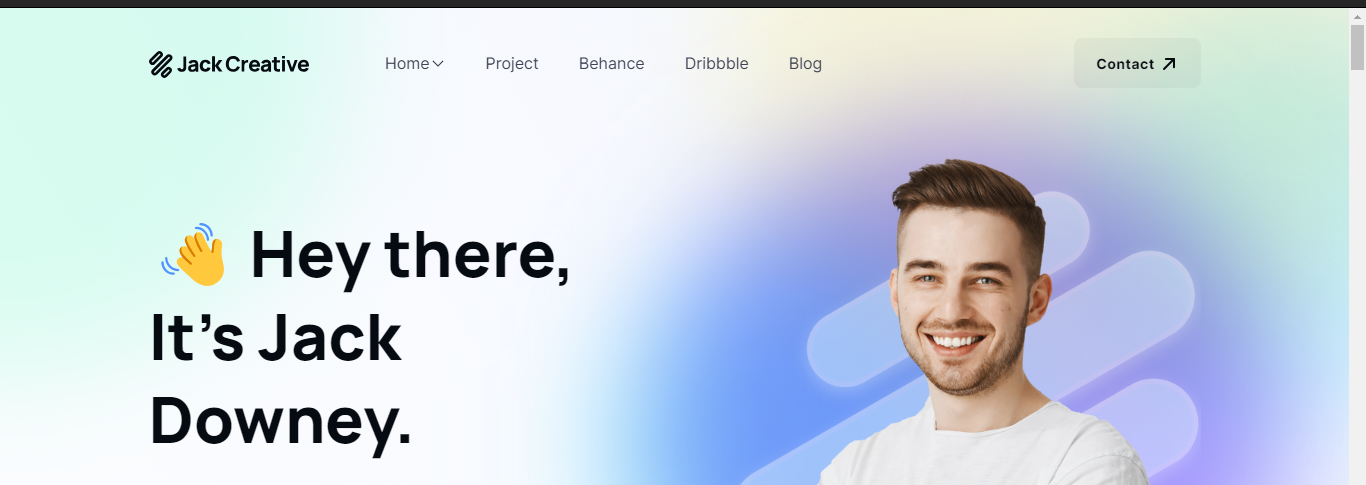 Jack Creative Home Project Behance Dribbble Blog Contact
Hey there,
It’s Jack
Downey.